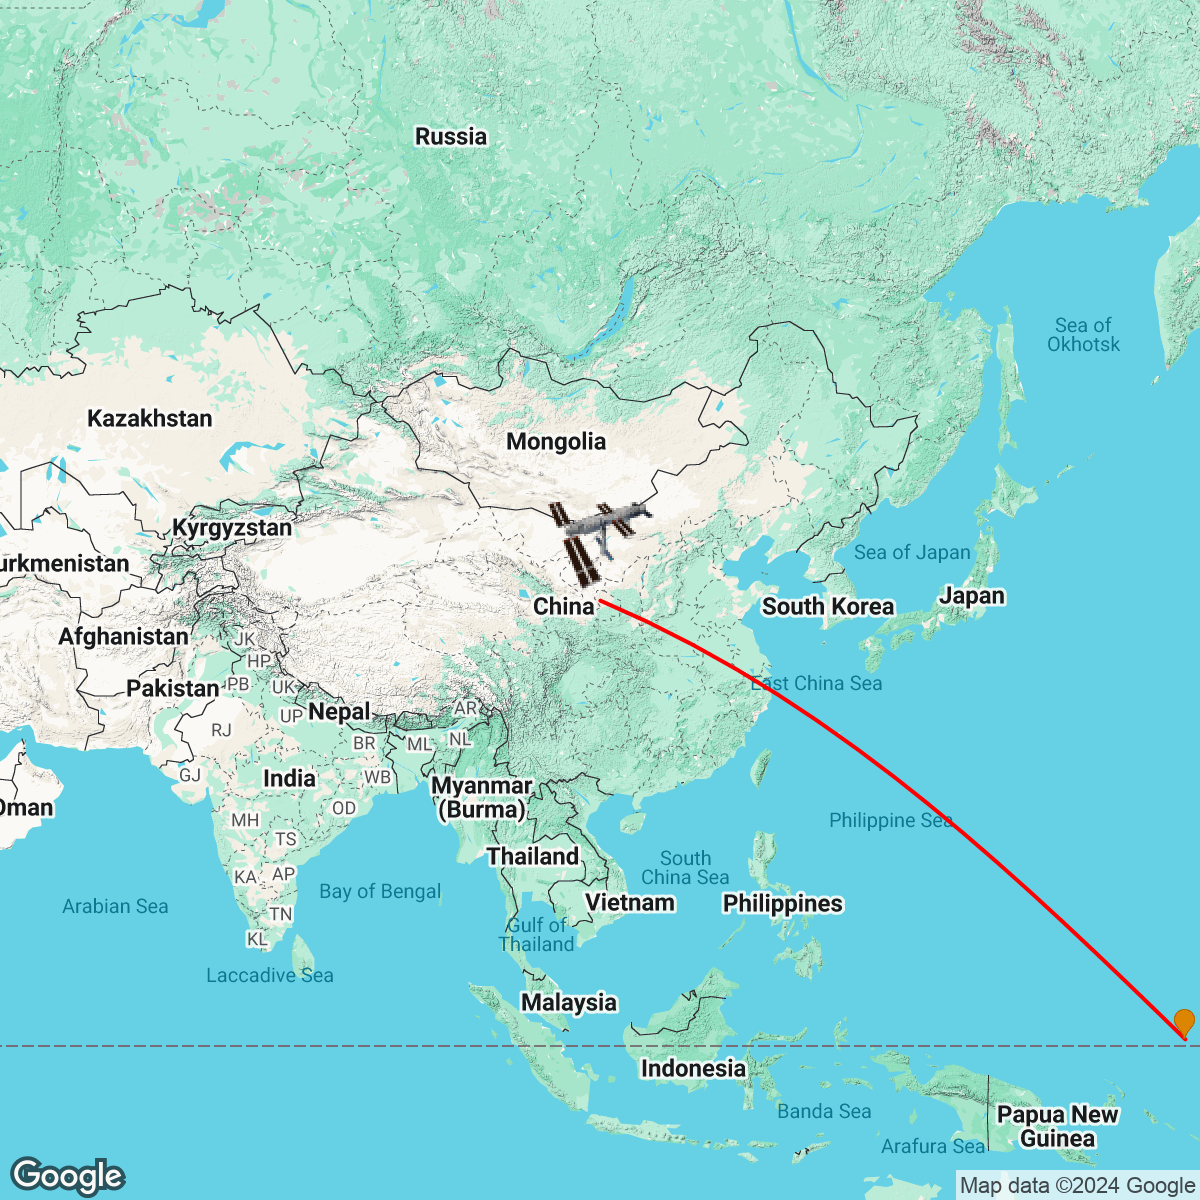 Russia
Sea of
Okhotsk
Kazakhstan
Mongolia
Kyrgyzstan
urkmenistan
Sea of Japan
China
South Korea
Japan
Afghanistan
JK
HP
Pakistan
PB
UK
East China Sea
Nepal
AR
UP
RJ
BR
ML
NL
GJ
India
WB
Myanmar
(Burma)
Oman
OD
MH
Philippine Sea
TS
Thailand
South
China Sea
KA
AP
Bay of Bengal
Arabian Sea
Vietnam
Philippines
TN
Gulf of
Thailand
KL
Laccadive Sea
Malaysia
Indonesia
Banda Sea
Papua New
Guinea
Arafura Sea
Google
Map data ©2024 Google